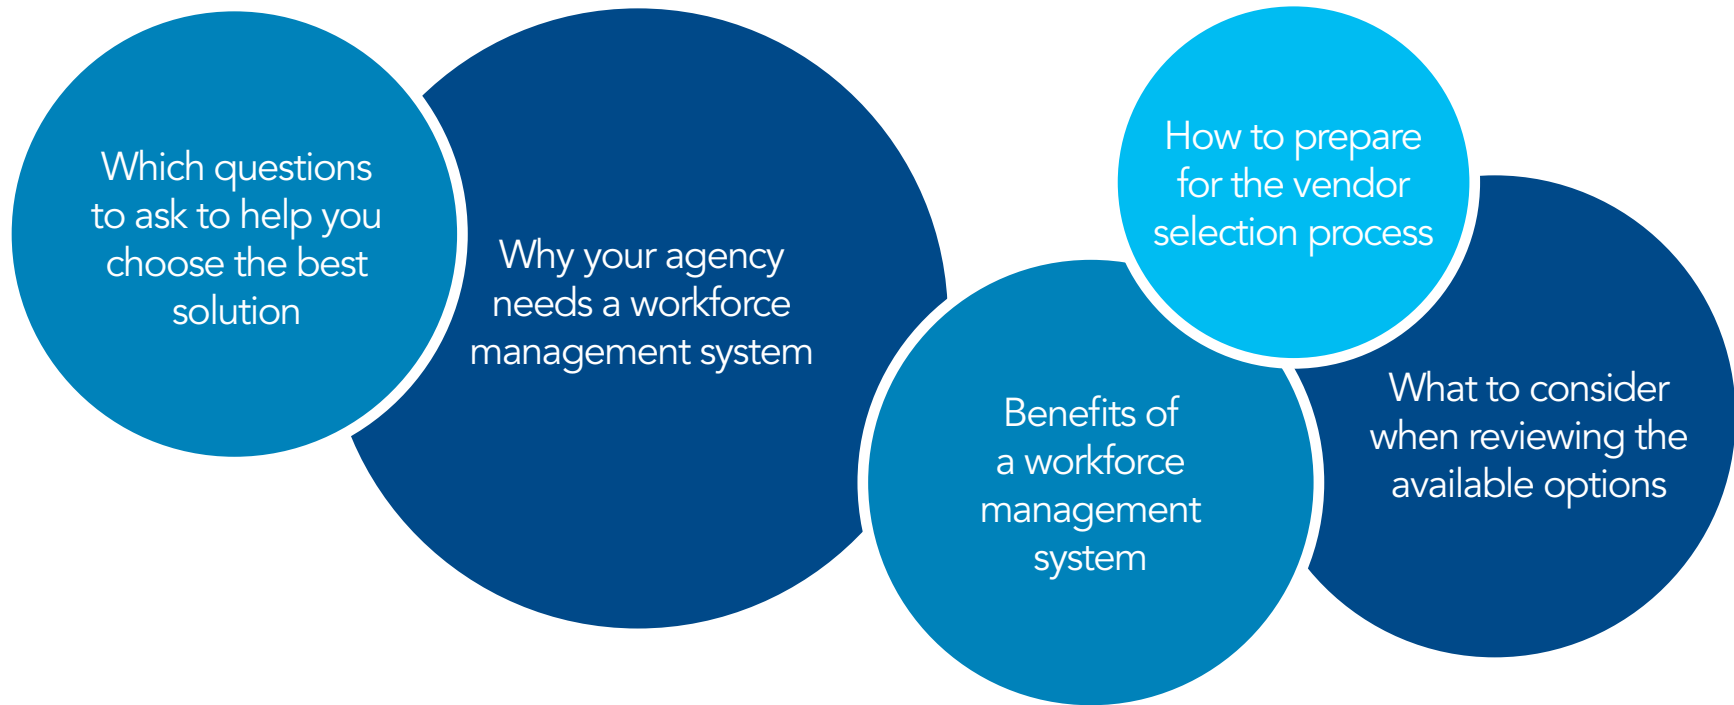 Which questions
to ask to help you
choose the best
solution
Why your agency
needs a workforce
management system
Benefits of
a workforce
management
system
How to prepare
for the vendor
selection process
What to consider
when reviewing the
available options